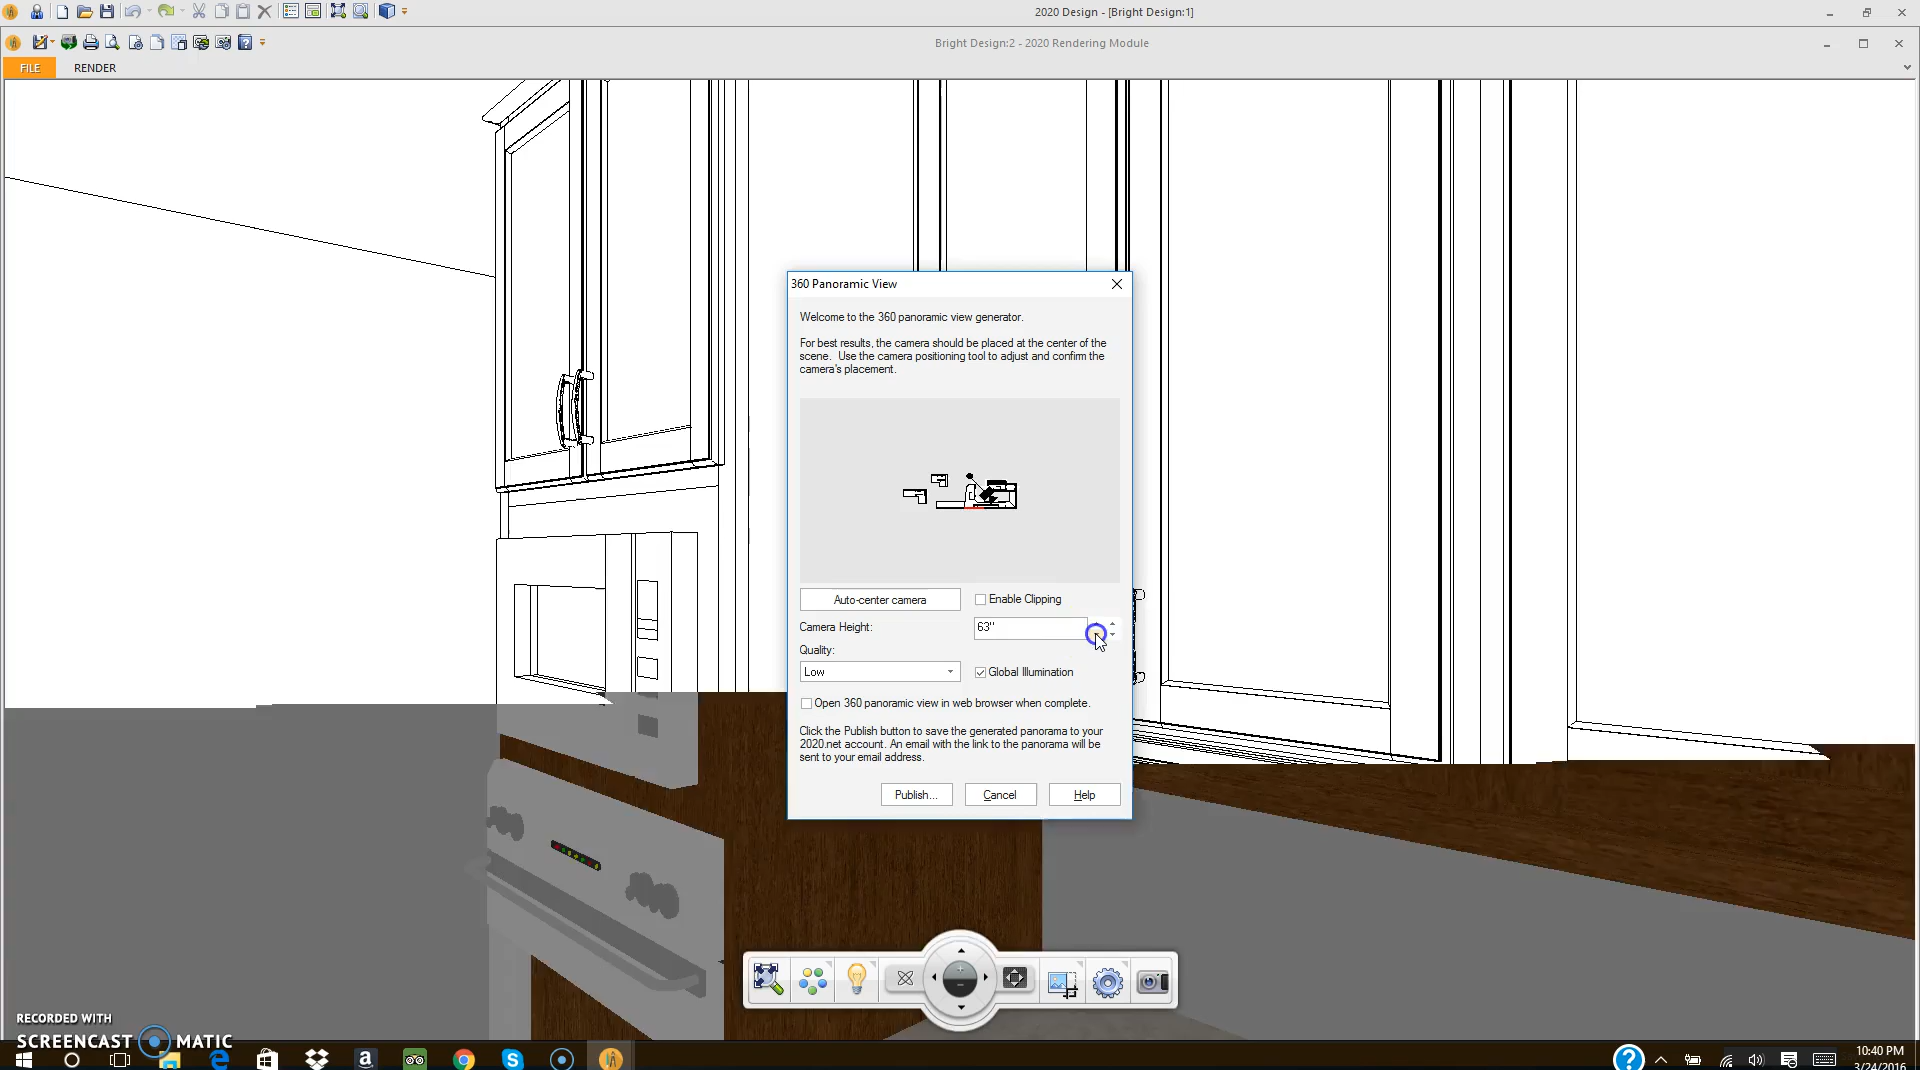 2020 Design - [Bright Design:1]
Bright Design:2 - 2020 Rendering Module
FILE RENDER
360 Panoramic View
Welcome to the 360 panoramic view generator.
For best results, the camera should be placed at the center of the
scene. Use the camera positioning tool to adjust and confirm the
camera's placement.
Auto-center camera Enable Clipping
Camera Height: 63"
Quality:
Low Global Illumination
Open 360 panoramic view in web browser when complete.
Click the Publish button to save the generated panorama to your
2020.net account. An email with the link to the panorama will be
sent to your email address.
Publish... Cancel Help
RECORDED WITH
SCREENCAST MATIC
10:40 PM
3/24/2016